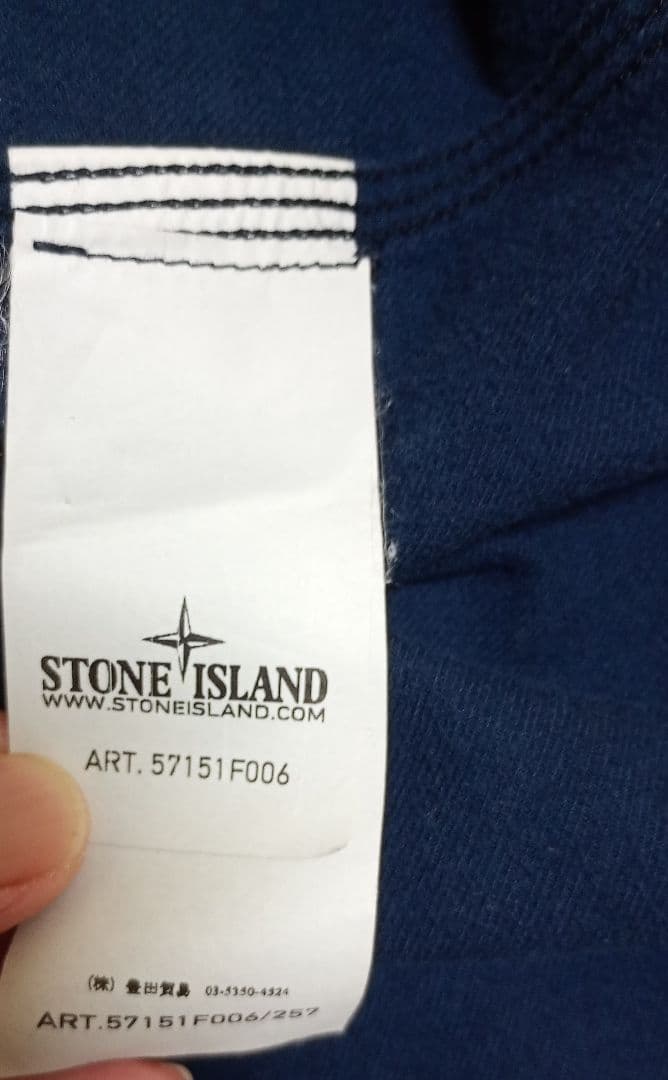 STONE ISLAND
WWW.STONEISLAND.COM
ART. 57151F006
(株) 豊田貿易 03-5350-4324
ART.57151F006/257